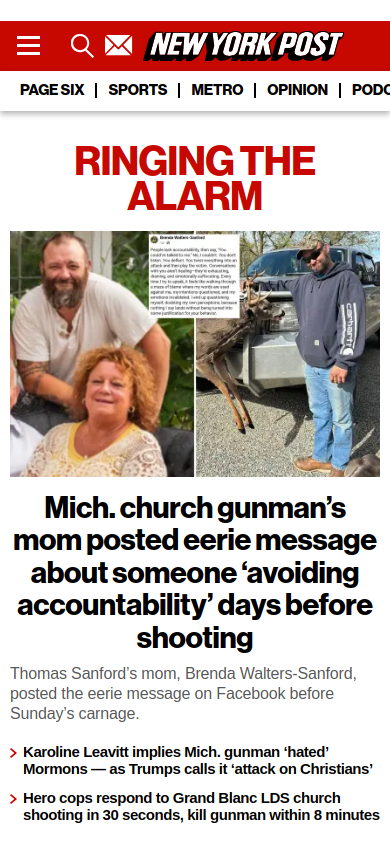 NEW YORK POST
PAGE SIX | SPORTS | METRO | OPINION | PODC
RINGING THE
ALARM
Brenda Walters-Sanford
carhartt
Mich. church gunman's
mom posted eerie message
about someone ‘avoiding
accountability’ days before
shooting
Thomas Sanford's mom, Brenda Walters-Sanford,
posted the eerie message on Facebook before
Sunday's carnage.
Karoline Leavitt implies Mich. gunman ‘hated’
Mormons — as Trumps calls it ‘attack on Christians’
Hero cops respond to Grand Blanc LDS church
shooting in 30 seconds, kill gunman within 8 minutes